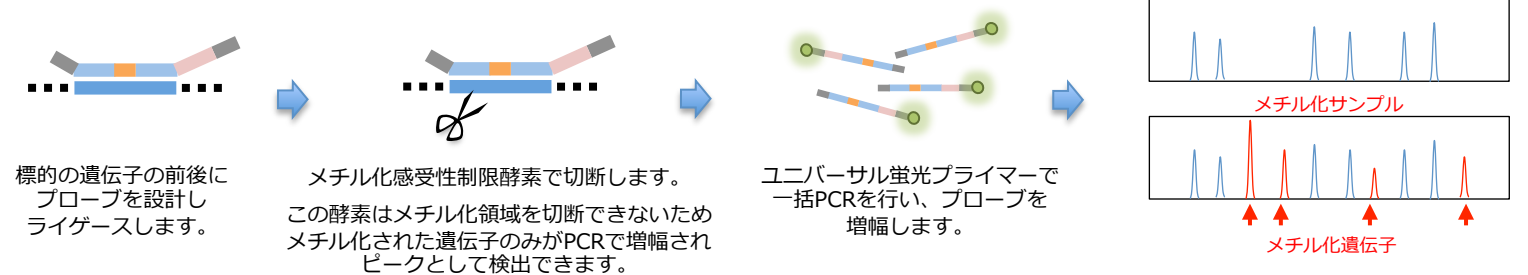 標的の遺伝子の前後に
プローブを設計し
ライゲースします。
メチル化感受性制限酵素で切断します。
この酵素はメチル化領域を切断できないため
メチル化された遺伝子のみがPCRで増幅され
ピークとして検出できます。
ユニバーサル蛍光プライマーで
一括PCRを行い、プローブを
増幅します。
メチル化サンプル
メチル化遺伝子